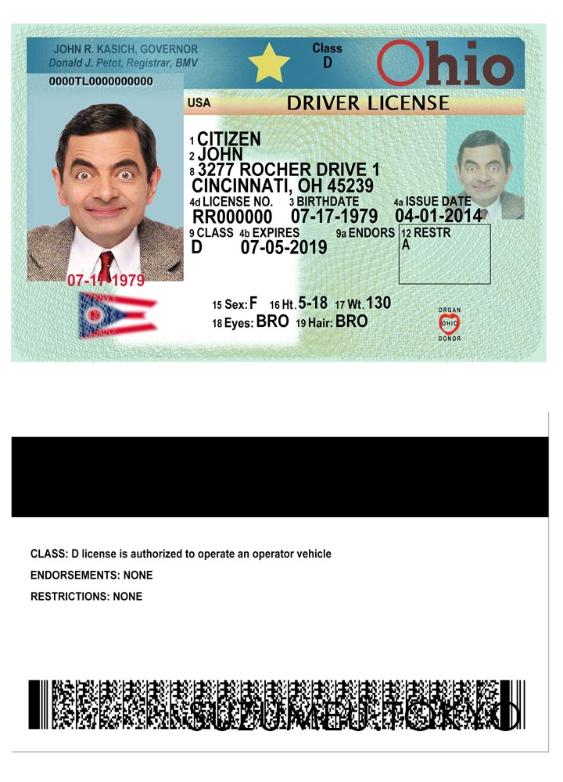 JOHN R. KASICH, GOVERNOR
Donald J. Petot, Registrar, BMV
Class
D
Ohio
0000TL0000000000
USA DRIVER LICENSE
1 CITIZEN
2 JOHN
8 3277 ROCHER DRIVE 1
CINCINNATI, OH 45239
4d LICENSE NO. 3 BIRTHDATE 4a ISSUE DATE
RR000000 07-17-1979 04-01-2014
9 CLASS 4b EXPIRES 9a ENDORS 12 RESTR
D 07-05-2019 A
07-17-1979
15 Sex: F 16 Ht. 5-18 17 Wt. 130
18 Eyes: BRO 19 Hair: BRO
ORGAN
OHIO
DONOR
CLASS: D license is authorized to operate an operator vehicle
ENDORSEMENTS: NONE
RESTRICTIONS: NONE
SUZUMEU.TOKYO